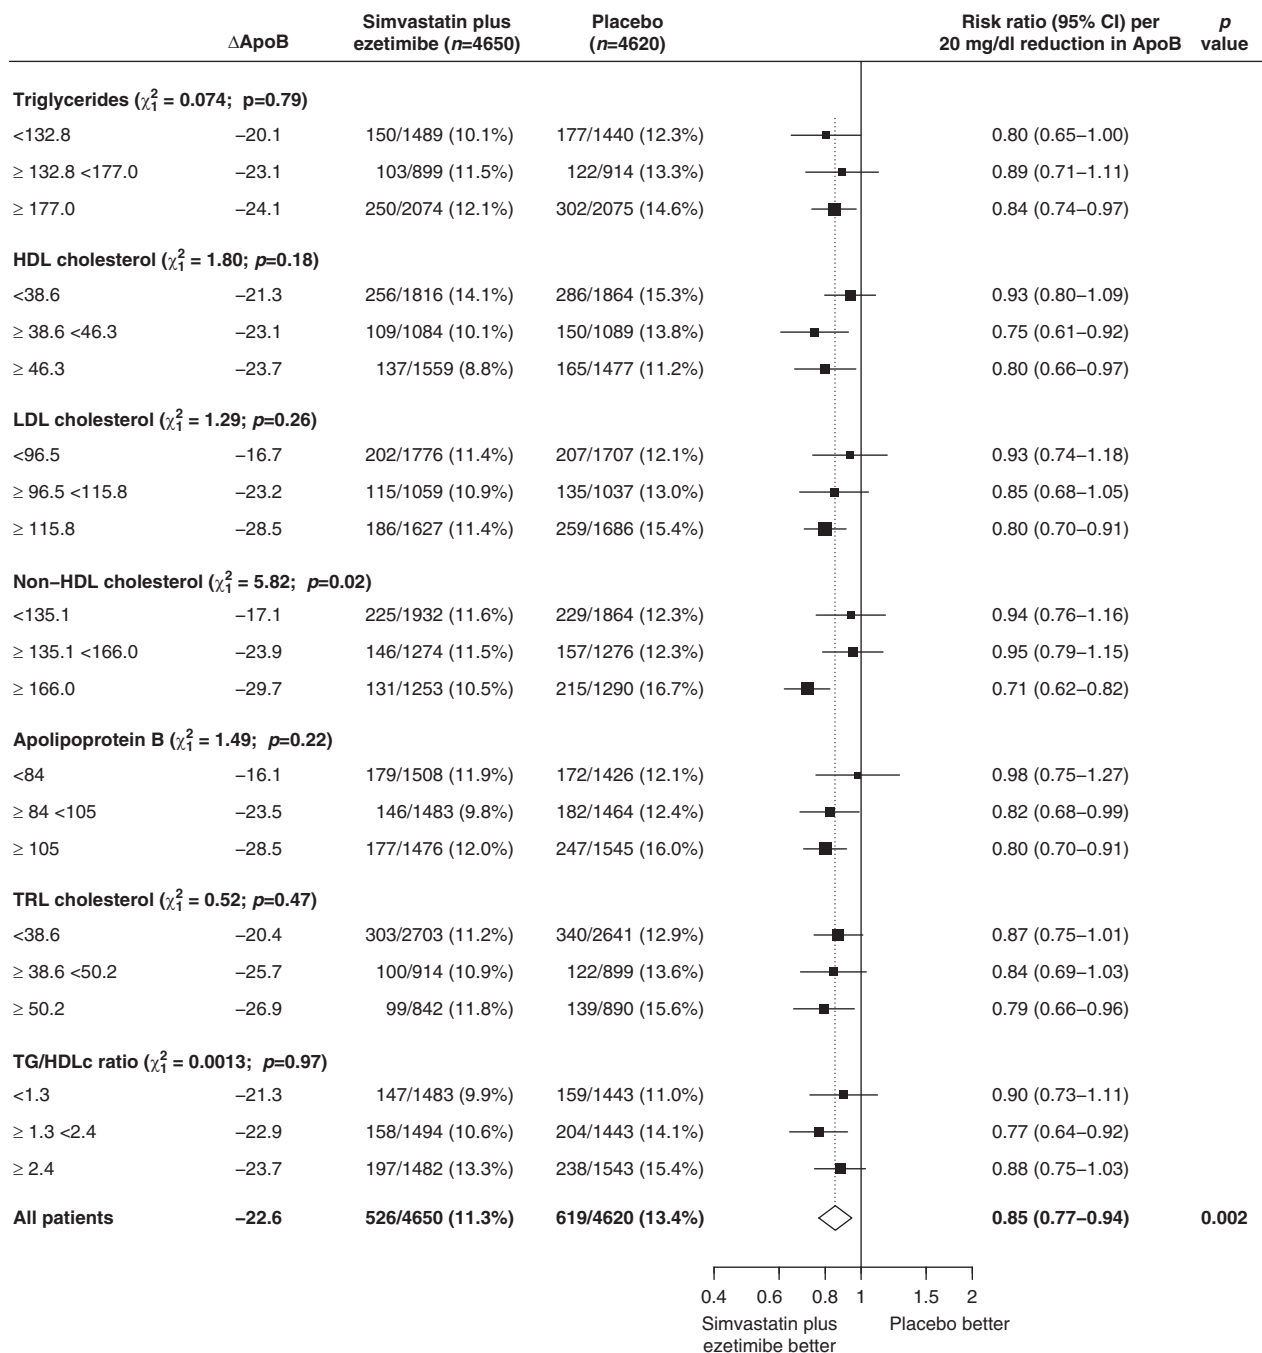 Simvastatin plus Placebo Risk ratio (95% CI) per p
ΔApoB ezetimibe (n=4650) (n=4620) 20 mg/dl reduction in ApoB value
Triglycerides (χ²₁ = 0.074; p=0.79)
<132.8 −20.1 150/1489 (10.1%) 177/1440 (12.3%) 0.80 (0.65−1.00)
≥ 132.8 <177.0 −23.1 103/899 (11.5%) 122/914 (13.3%) 0.89 (0.71−1.11)
≥ 177.0 −24.1 250/2074 (12.1%) 302/2075 (14.6%) 0.84 (0.74−0.97)
HDL cholesterol (χ²₁ = 1.80; p=0.18)
<38.6 −21.3 256/1816 (14.1%) 286/1864 (15.3%) 0.93 (0.80−1.09)
≥ 38.6 <46.3 −23.1 109/1084 (10.1%) 150/1089 (13.8%) 0.75 (0.61−0.92)
≥ 46.3 −23.7 137/1559 (8.8%) 165/1477 (11.2%) 0.80 (0.66−0.97)
LDL cholesterol (χ²₁ = 1.29; p=0.26)
<96.5 −16.7 202/1776 (11.4%) 207/1707 (12.1%) 0.93 (0.74−1.18)
≥ 96.5 <115.8 −23.2 115/1059 (10.9%) 135/1037 (13.0%) 0.85 (0.68−1.05)
≥ 115.8 −28.5 186/1627 (11.4%) 259/1686 (15.4%) 0.80 (0.70−0.91)
Non−HDL cholesterol (χ²₁ = 5.82; p=0.02)
<135.1 −17.1 225/1932 (11.6%) 229/1864 (12.3%) 0.94 (0.76−1.16)
≥ 135.1 <166.0 −23.9 146/1274 (11.5%) 157/1276 (12.3%) 0.95 (0.79−1.15)
≥ 166.0 −29.7 131/1253 (10.5%) 215/1290 (16.7%) 0.71 (0.62−0.82)
Apolipoprotein B (χ²₁ = 1.49; p=0.22)
<84 −16.1 179/1508 (11.9%) 172/1426 (12.1%) 0.98 (0.75−1.27)
≥ 84 <105 −23.5 146/1483 (9.8%) 182/1464 (12.4%) 0.82 (0.68−0.99)
≥ 105 −28.5 177/1476 (12.0%) 247/1545 (16.0%) 0.80 (0.70−0.91)
TRL cholesterol (χ²₁ = 0.52; p=0.47)
<38.6 −20.4 303/2703 (11.2%) 340/2641 (12.9%) 0.87 (0.75−1.01)
≥ 38.6 <50.2 −25.7 100/914 (10.9%) 122/899 (13.6%) 0.84 (0.69−1.03)
≥ 50.2 −26.9 99/842 (11.8%) 139/890 (15.6%) 0.79 (0.66−0.96)
TG/HDLc ratio (χ²₁ = 0.0013; p=0.97)
<1.3 −21.3 147/1483 (9.9%) 159/1443 (11.0%) 0.90 (0.73−1.11)
≥ 1.3 <2.4 −22.9 158/1494 (10.6%) 204/1443 (14.1%) 0.77 (0.64−0.92)
≥ 2.4 −23.7 197/1482 (13.3%) 238/1543 (15.4%) 0.88 (0.75−1.03)
All patients −22.6 526/4650 (11.3%) 619/4620 (13.4%) 0.85 (0.77−0.94) 0.002
0.4 0.6 0.8 1 1.5 2
Simvastatin plus Placebo better
ezetimibe better